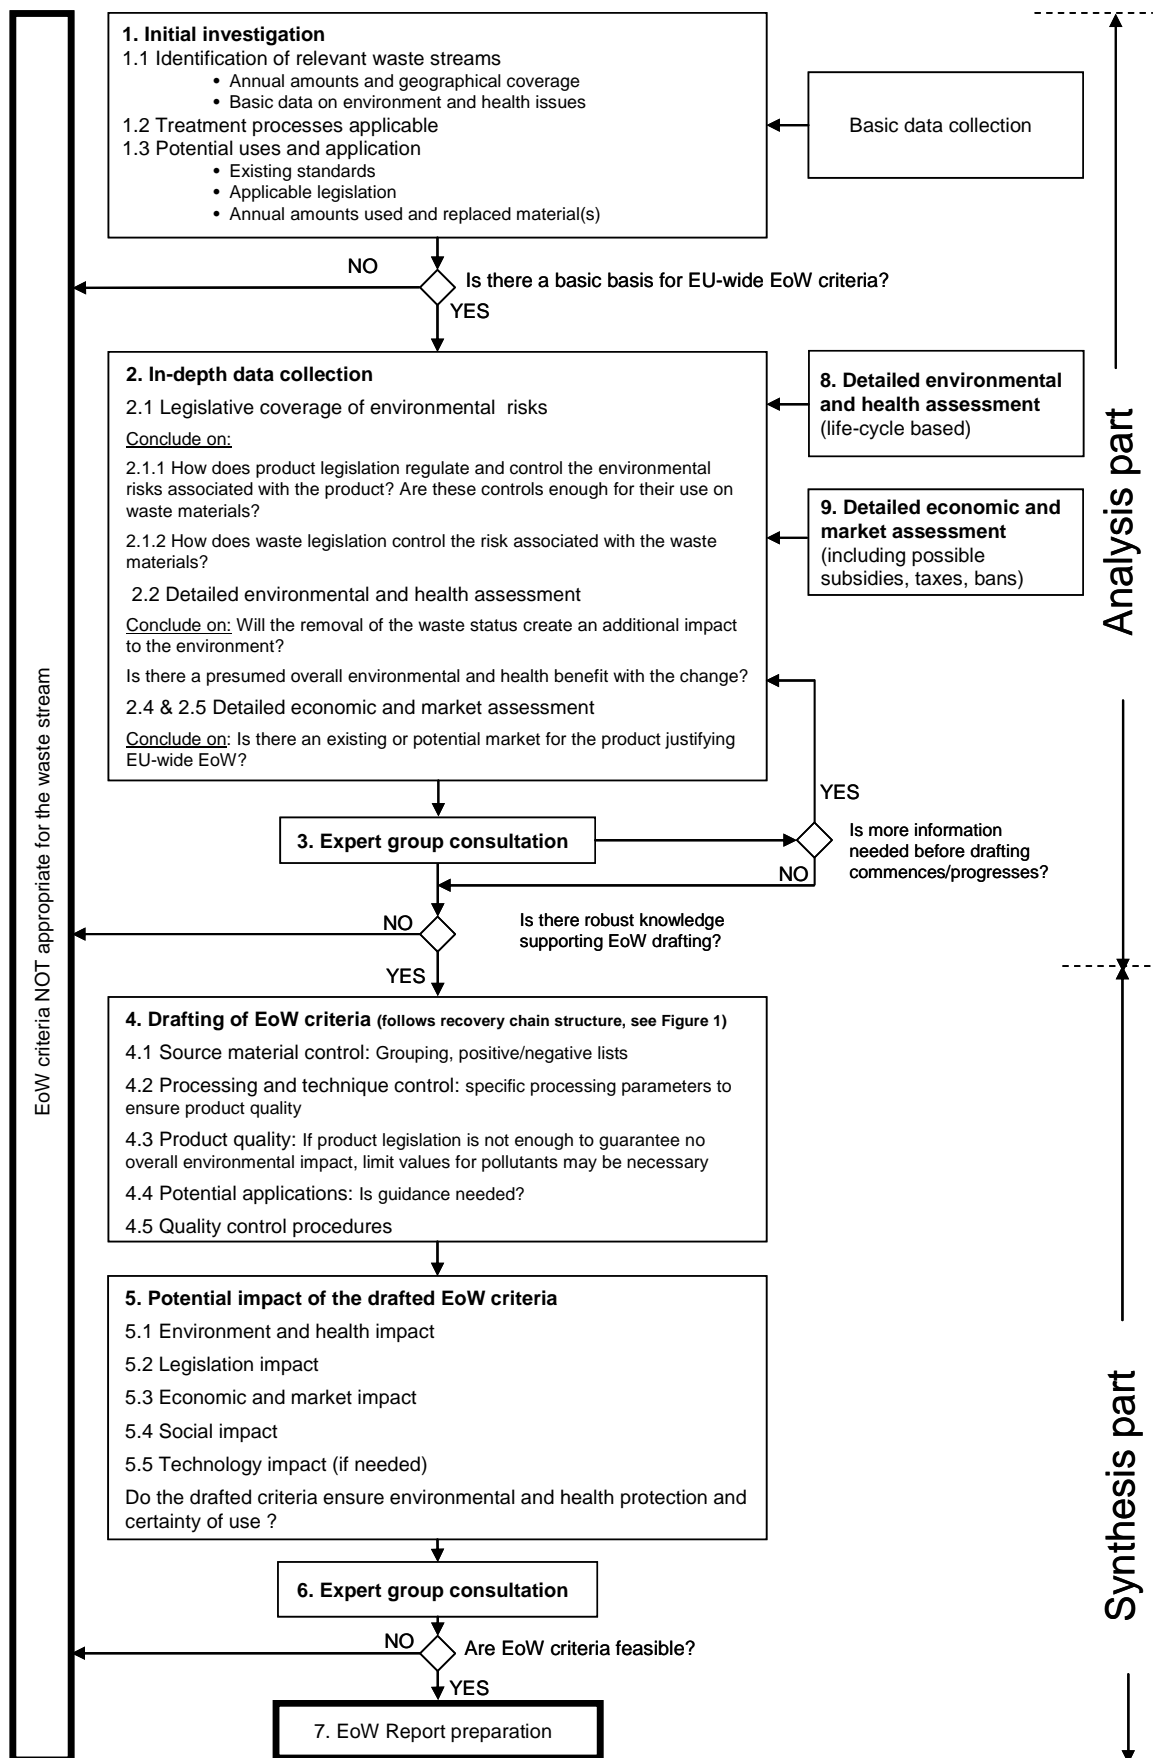 1. Initial investigation
1.1 Identification of relevant waste streams
• Annual amounts and geographical coverage
• Basic data on environment and health issues
1.2 Treatment processes applicable
1.3 Potential uses and application
• Existing standards
• Applicable legislation
• Annual amounts used and replaced material(s)
Basic data collection
NO
Is there a basic basis for EU-wide EoW criteria?
YES
2. In-depth data collection
2.1 Legislative coverage of environmental risks
Conclude on:
2.1.1 How does product legislation regulate and control the environmental
risks associated with the product? Are these controls enough for their use on
waste materials?
2.1.2 How does waste legislation control the risk associated with the waste
materials?
2.2 Detailed environmental and health assessment
Conclude on: Will the removal of the waste status create an additional impact
to the environment?
Is there a presumed overall environmental and health benefit with the change?
2.4 & 2.5 Detailed economic and market assessment
Conclude on: Is there an existing or potential market for the product justifying
EU-wide EoW?
8. Detailed environmental
and health assessment
(life-cycle based)
9. Detailed economic and
market assessment
(including possible
subsidies, taxes, bans)
Analysis part
YES
3. Expert group consultation
Is more information
needed before drafting
commences/progresses?
NO
NO
Is there robust knowledge
supporting EoW drafting?
YES
EoW criteria NOT appropriate for the waste stream
4. Drafting of EoW criteria (follows recovery chain structure, see Figure 1)
4.1 Source material control: Grouping, positive/negative lists
4.2 Processing and technique control: specific processing parameters to
ensure product quality
4.3 Product quality: If product legislation is not enough to guarantee no
overall environmental impact, limit values for pollutants may be necessary
4.4 Potential applications: Is guidance needed?
4.5 Quality control procedures
5. Potential impact of the drafted EoW criteria
5.1 Environment and health impact
5.2 Legislation impact
5.3 Economic and market impact
5.4 Social impact
5.5 Technology impact (if needed)
Do the drafted criteria ensure environmental and health protection and
certainty of use ?
Synthesis part
6. Expert group consultation
NO
Are EoW criteria feasible?
YES
7. EoW Report preparation